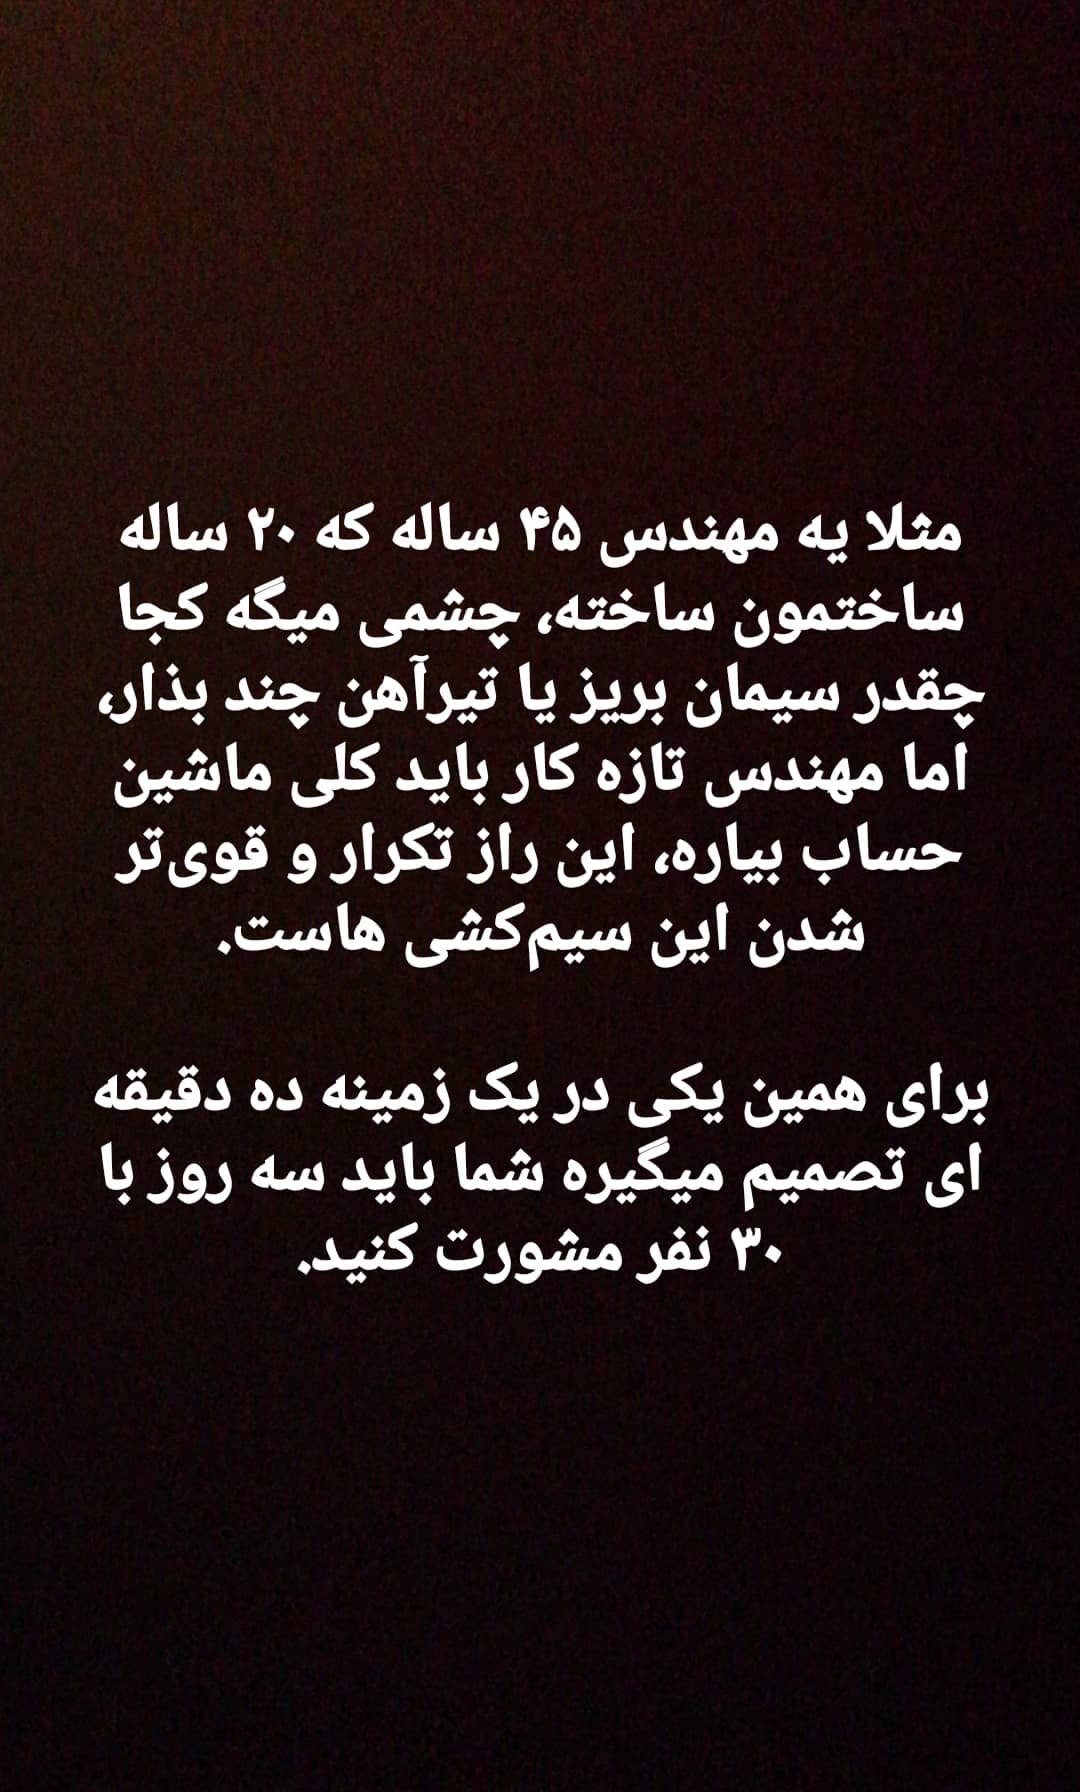 مثلا یه مهندس ۴۵ ساله که ۲۰ ساله
ساختمون ساخته، چشمی میگه کجا
چقدر سیمان بریز یا تیرآهن چند بذار،
اما مهندس تازه کار باید کلی ماشین
حساب بیاره، این راز تکرار و قوی‌تر
شدن این سیم‌کشی هاست.
برای همین یکی در یک زمینه ده دقیقه
ای تصمیم میگیره شما باید سه روز با
۳۰ نفر مشورت کنید.